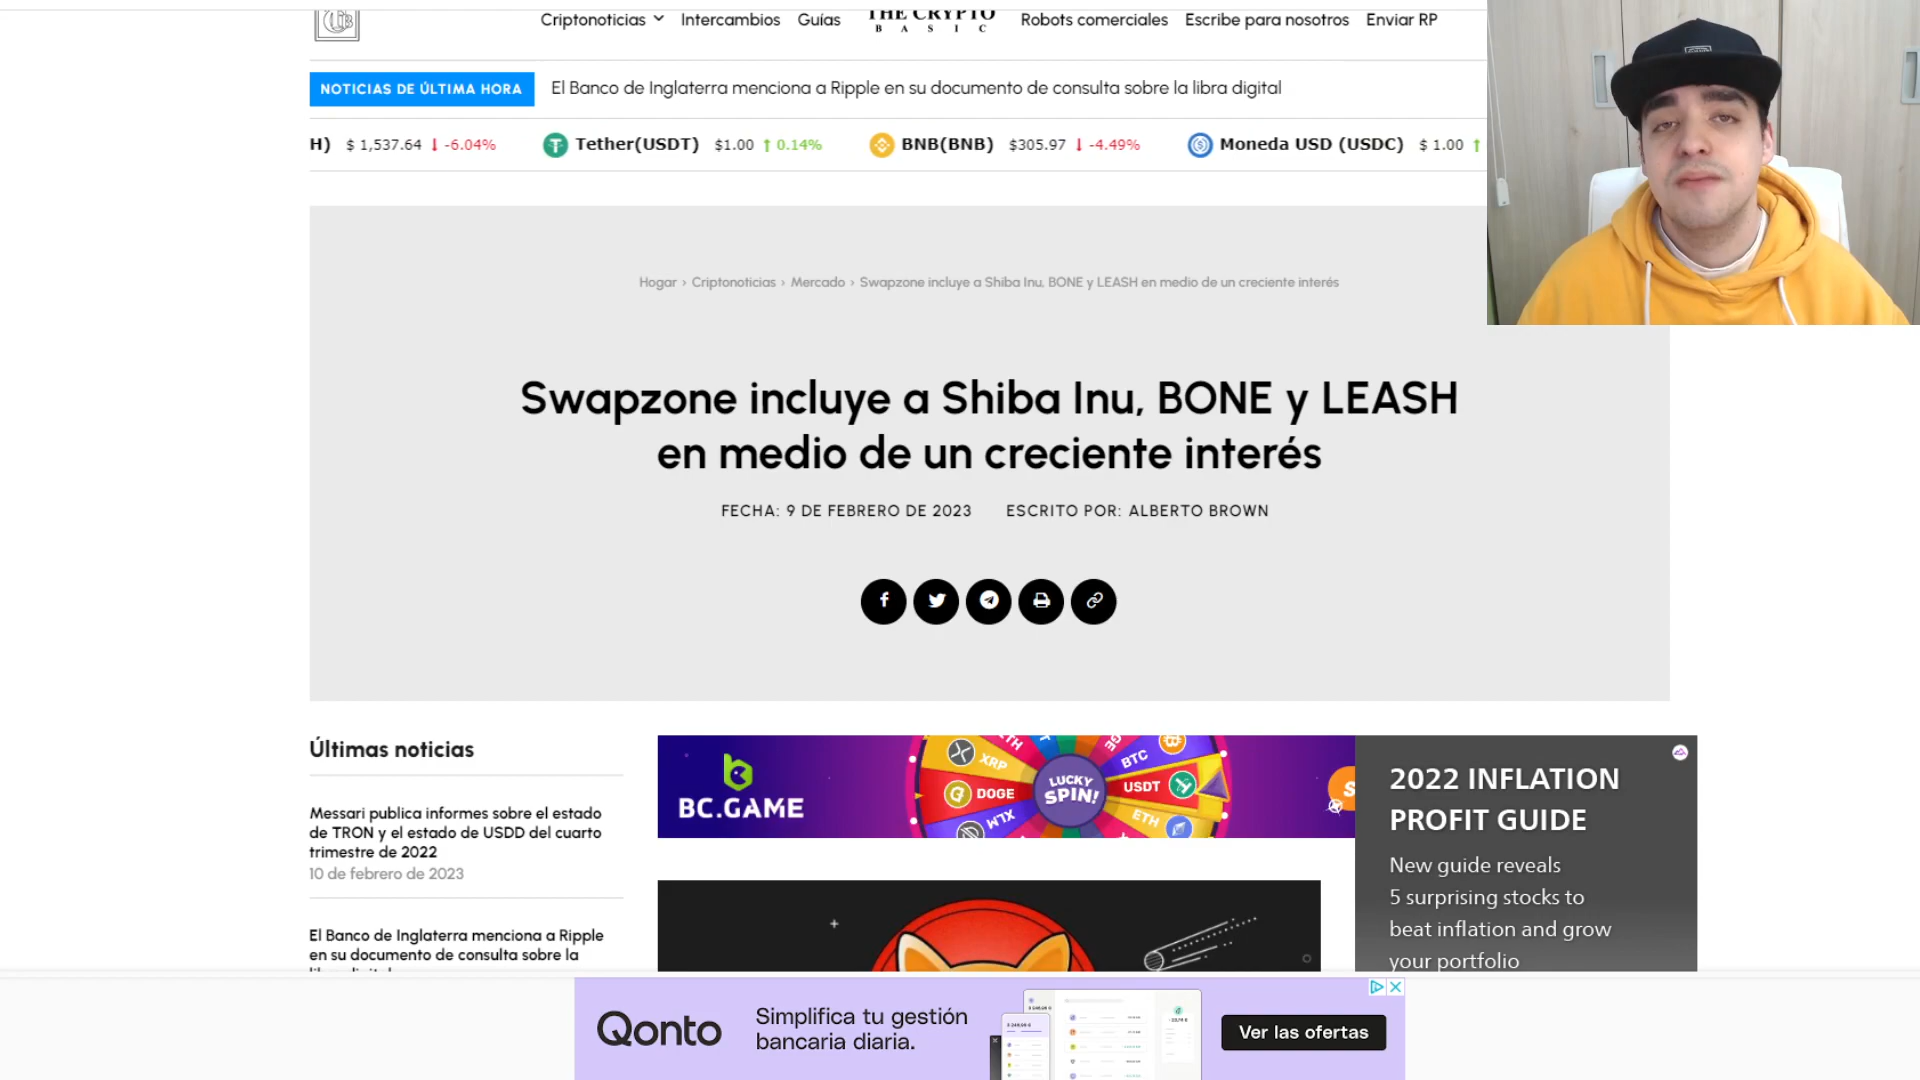 Criptonoticias
Intercambios
Guías
THE CRYPTO
BASIC
Robots comerciales
Escribe para nosotros
Enviar RP
NOTICIAS DE ÚLTIMA HORA
El Banco de Inglaterra menciona a Ripple en su documento de consulta sobre la libra digital
H) $ 1,537.64 ↓ -6.04%
Tether(USDT) $1.00 ↑ 0.14%
BNB(BNB) $305.97 ↓ -4.49%
Moneda USD (USDC) $ 1.00 ↑
Hogar › Criptonoticias › Mercado › Swapzone incluye a Shiba Inu, BONE y LEASH en medio de un creciente interés
Swapzone incluye a Shiba Inu, BONE y LEASH
en medio de un creciente interés
FECHA: 9 DE FEBRERO DE 2023
ESCRITO POR: ALBERTO BROWN
Últimas noticias
Messari publica informes sobre el estado
de TRON y el estado de USDD del cuarto
trimestre de 2022
10 de febrero de 2023
El Banco de Inglaterra menciona a Ripple
en su documento de consulta sobre la
BC.GAME
ETH
XRP
DOGE
XLM
LUCKY
SPIN!
BTC
USDT
ETH
2022 INFLATION
PROFIT GUIDE
New guide reveals
5 surprising stocks to
beat inflation and grow
your portfolio
Qonto
Simplifica tu gestión
bancaria diaria.
Ver las ofertas